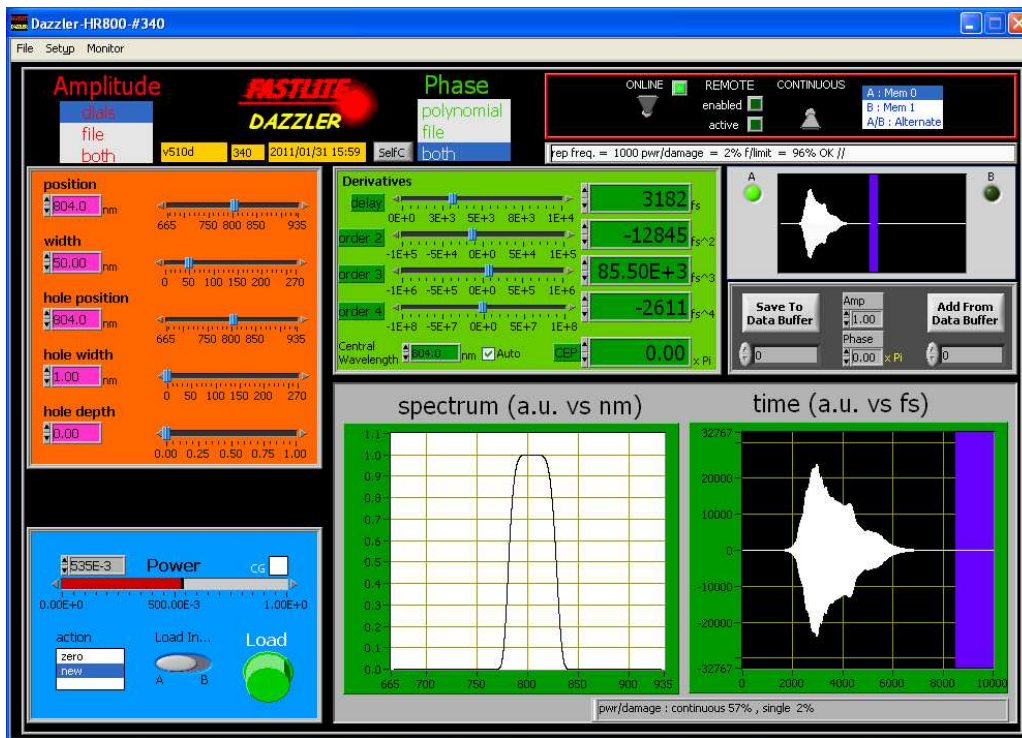 Dazzler-HR800-#340
File Setup Monitor
Amplitude
dials
file
both
FASTLITE
DAZZLER
v510d 340 2011/01/31 15:59 SelfC
Phase
polynomial
file
both
ONLINE REMOTE CONTINUOUS
enabled
active
A : Mem 0
B : Mem 1
A/B : Alternate
rep freq. = 1000 pwr/damage = 2% f/limit = 96% OK //
position
804.0 nm
665 750 800 850 935
width
50.00 nm
0 50 100 150 200 270
hole position
804.0 nm
665 750 800 850 935
hole width
1.00 nm
0 50 100 150 200 270
hole depth
0.00
0.00 0.25 0.50 0.75 1.00
Derivatives
delay 3182 fs
0E+0 3E+3 5E+3 8E+3 1E+4
order 2 -12845 fs^2
-1E+5 -5E+4 0E+0 5E+4 1E+5
order 3 85.50E+3 fs^3
-1E+6 -5E+5 0E+0 5E+5 1E+6
order 4 -2611 fs^4
-1E+8 -5E+7 0E+0 5E+7 1E+8
Central
Wavelength 804.0 nm Auto CEP 0.00 x Pi
A B
Save To
Data Buffer
0
Amp
1.00
Phase
0.00 x Pi
Add From
Data Buffer
0
535E-3 Power CG
0.00E+0 500.00E-3 1.00E+0
action
zero
new
Load In...
A B
Load
spectrum (a.u. vs nm)
1.1
1.0
0.9
0.8
0.7
0.6
0.5
0.4
0.3
0.2
0.1
0.0
665 700 750 800 850 900 935
time (a.u. vs fs)
32767
20000
10000
0
-10000
-20000
-32767
0 2000 4000 6000 8000 10000
pwr/damage : continuous 57% , single 2%